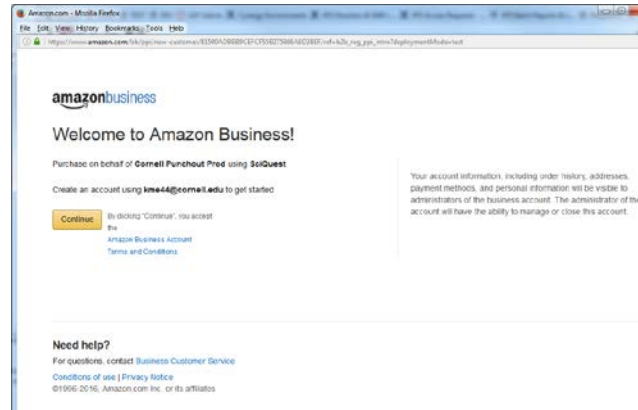 Amazon.com - Mozilla Firefox
File Edit View History Bookmarks Tools Help
amazonbusiness
Welcome to Amazon Business!
Purchase on behalf of Cornell Punchout Prod using SciQuest
Create an account using kme44@cornell.edu to get started
Continue
By clicking "Continue", you accept
the
Amazon Business Account
Terms and Conditions
Your account information, including order history, addresses,
payment methods, and personal information will be visible to
administrators of the business account. The administrator of the
account will have the ability to manage or close this account.
Need help?
For questions, contact Business Customer Service
Conditions of use | Privacy Notice
©1996-2016, Amazon.com Inc. or its affiliates